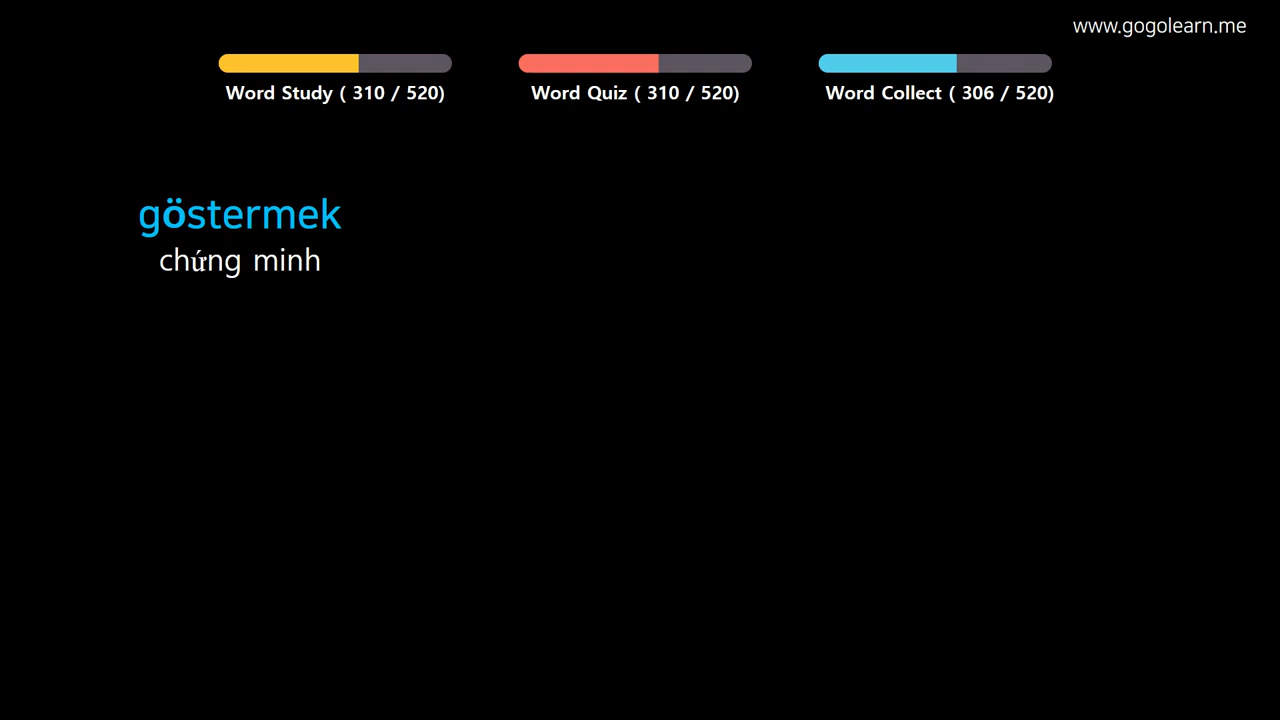 www.gogolearn.me
Word Study ( 310 / 520)
Word Quiz ( 310 / 520)
Word Collect ( 306 / 520)
göstermek
chứng minh